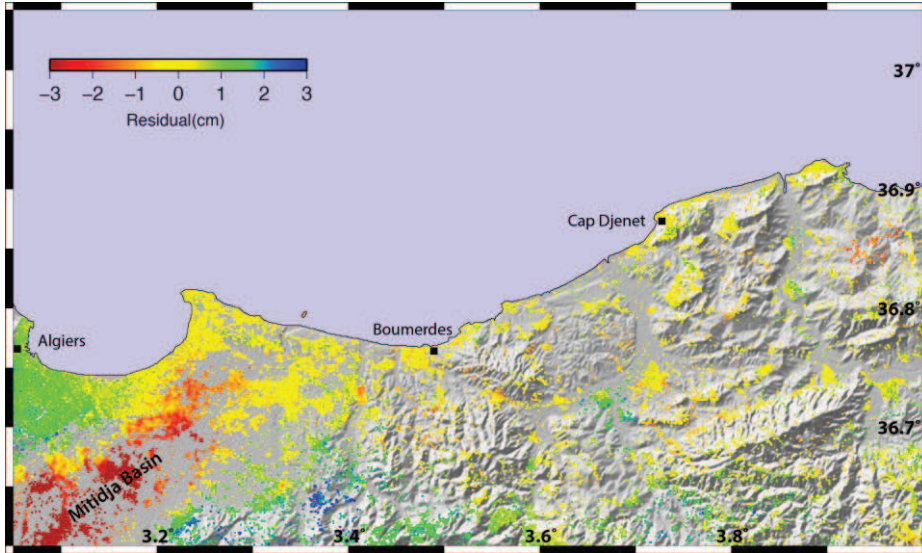 −3 −2 −1 0 1 2 3
Residual(cm)
37°
36.9°
Cap Djenet
36.8°
Boumerdes
Algiers
36.7°
Mitidja Basin
3.2° 3.4° 3.6° 3.8°